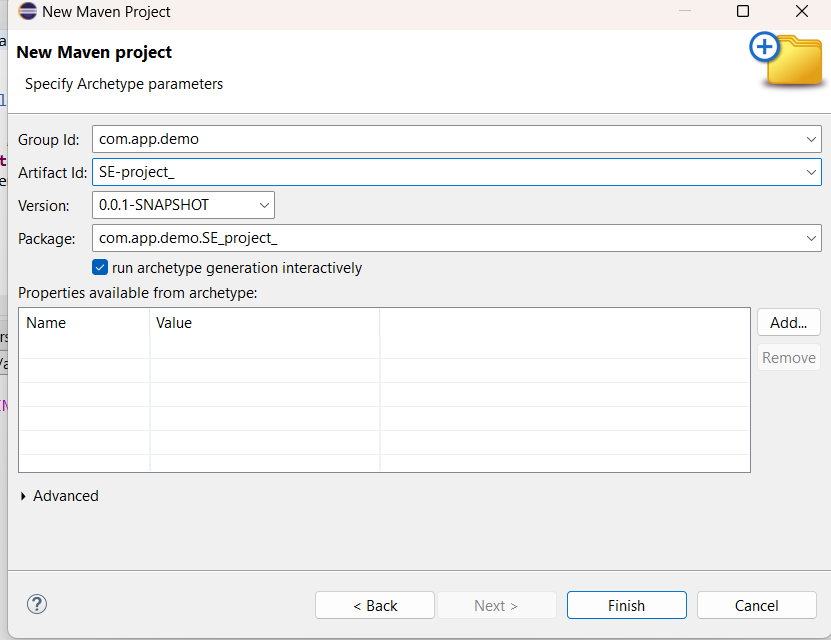 New Maven Project
New Maven project
Specify Archetype parameters
Group Id: com.app.demo
Artifact Id: SE-project_
Version: 0.0.1-SNAPSHOT
Package: com.app.demo.SE_project_
run archetype generation interactively
Properties available from archetype:
Name Value
Add...
Remove
Advanced
?
< Back Next > Finish Cancel